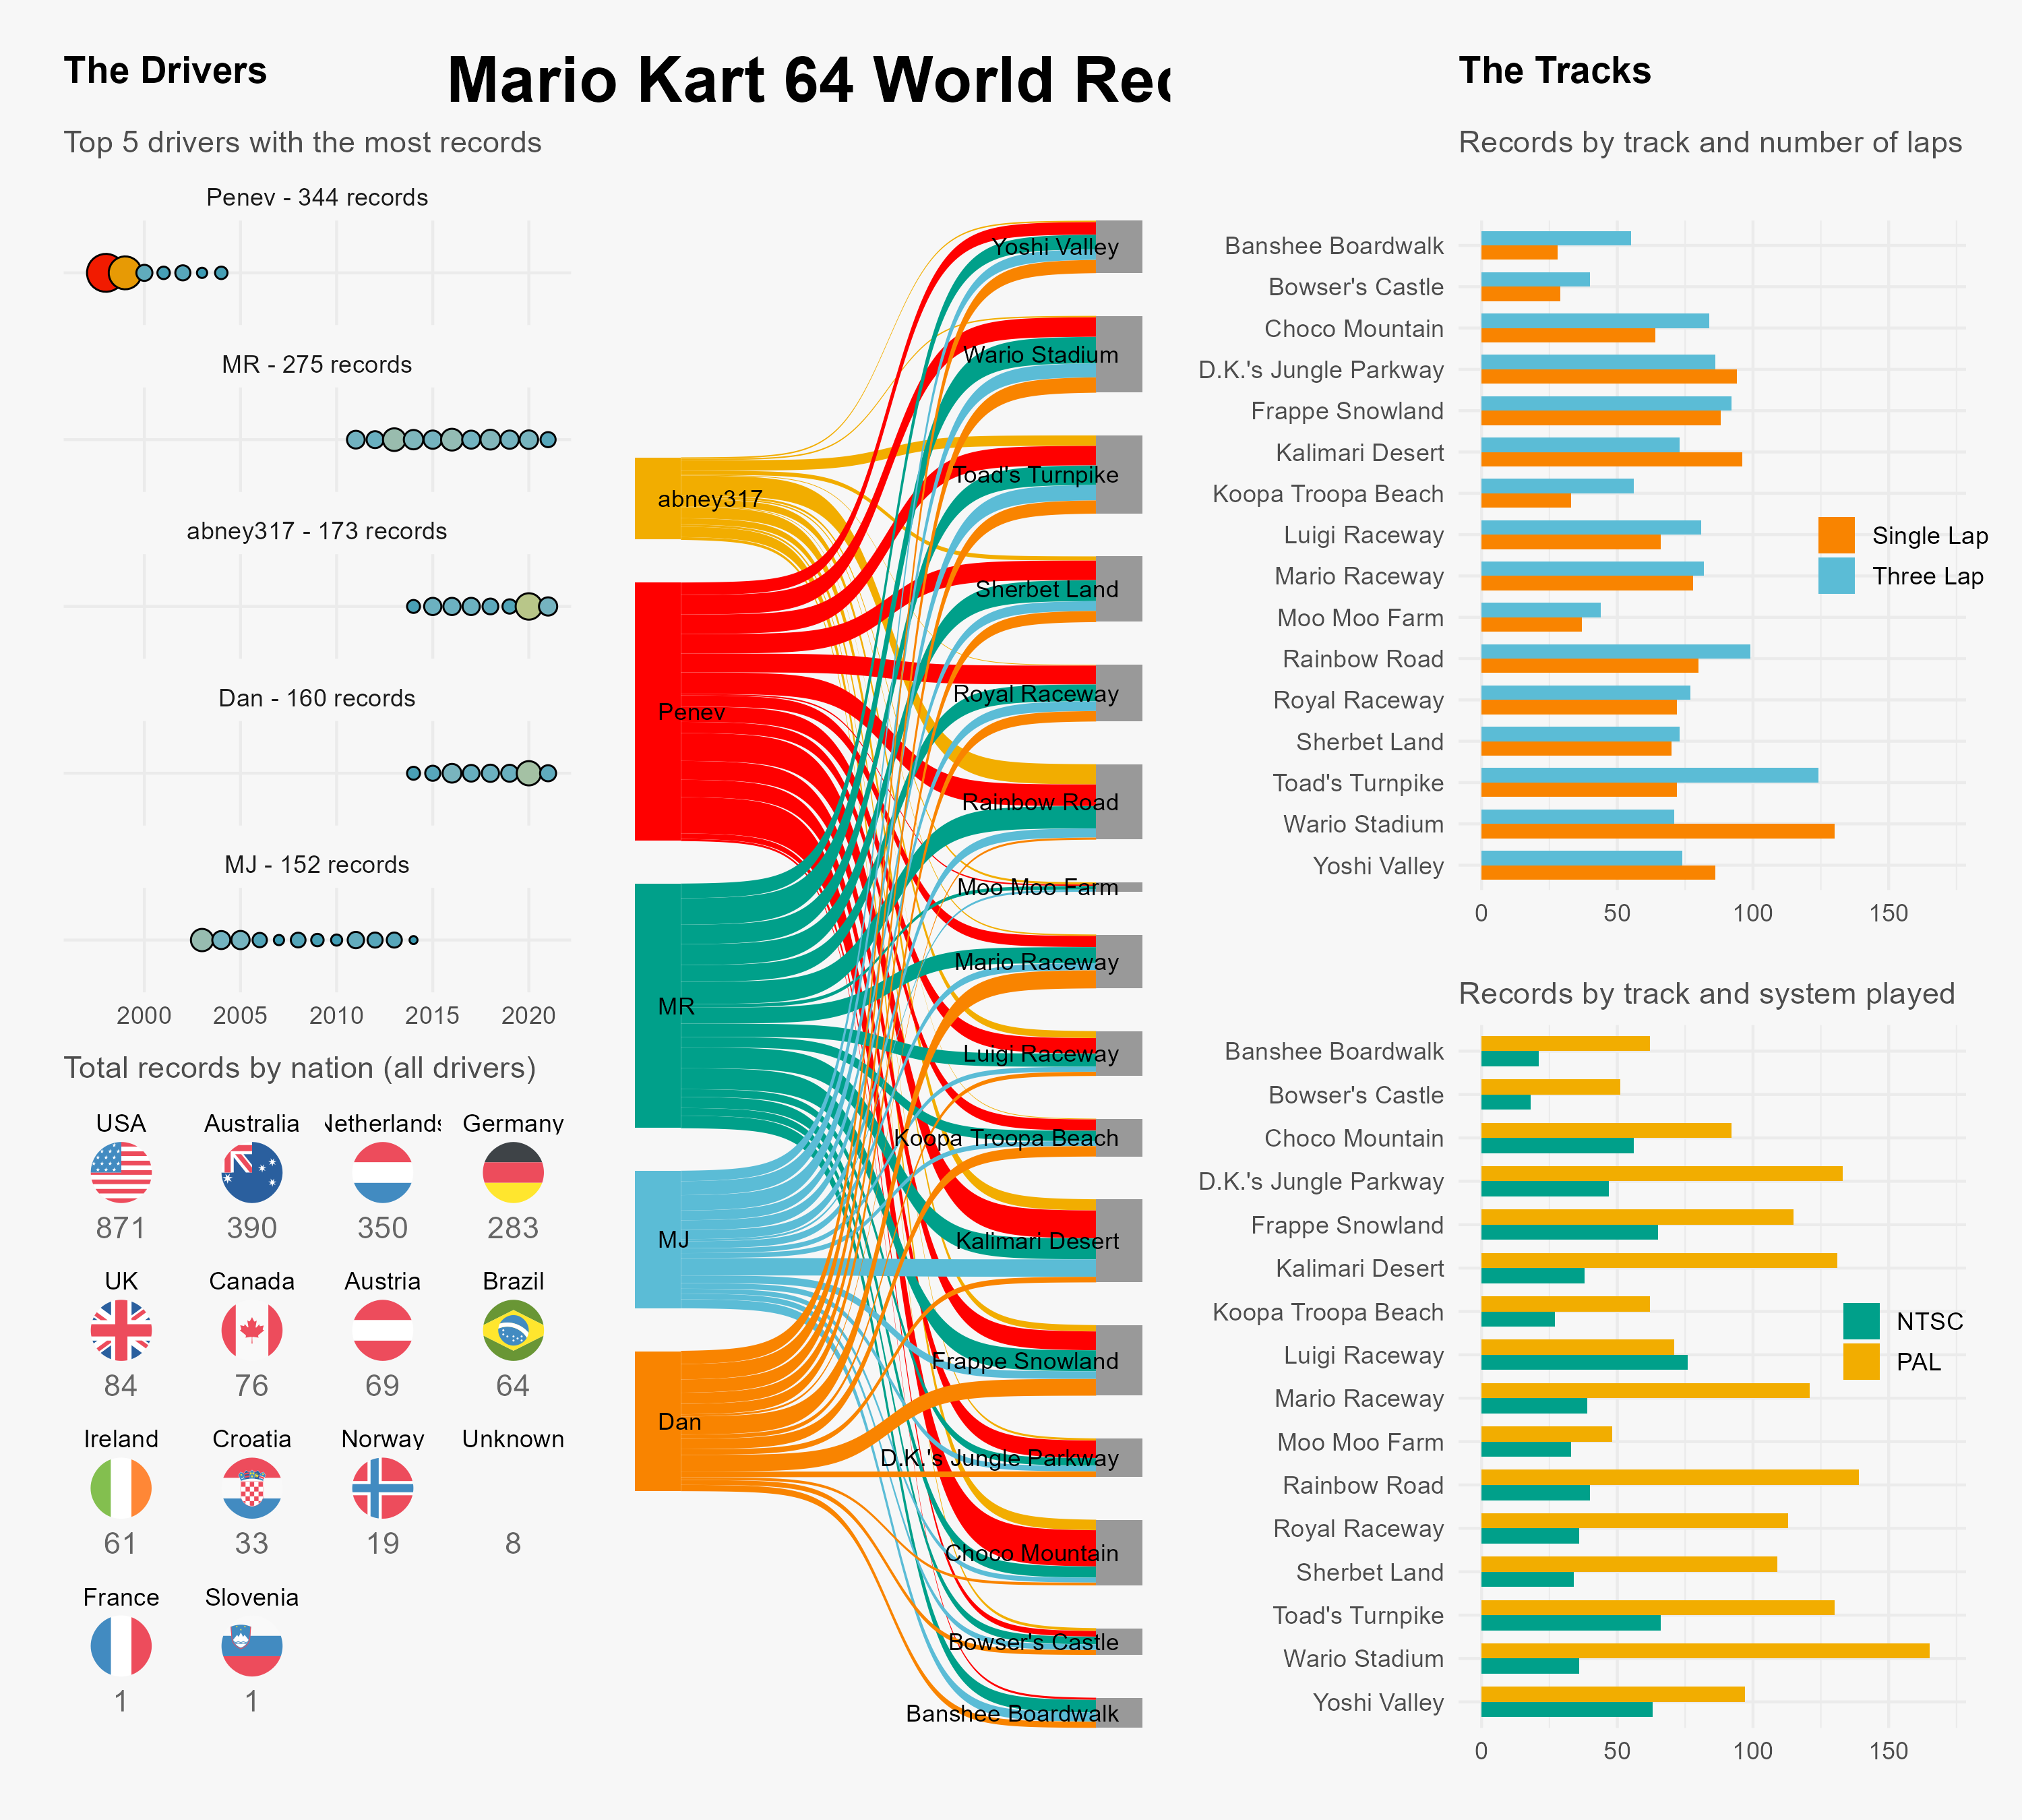 The Drivers
Mario Kart 64 World Rec
The Tracks
Top 5 drivers with the most records
Penev - 344 records
MR - 275 records
abney317 - 173 records
Dan - 160 records
MJ - 152 records
2000 2005 2010 2015 2020
Total records by nation (all drivers)
USA Australia Netherlands Germany
871 390 350 283
UK Canada Austria Brazil
84 76 69 64
Ireland Croatia Norway Unknown
61 33 19 8
France Slovenia
1 1
abney317
Penev
MR
MJ
Dan
Yoshi Valley
Wario Stadium
Toad's Turnpike
Sherbet Land
Royal Raceway
Rainbow Road
Moo Moo Farm
Mario Raceway
Luigi Raceway
Koopa Troopa Beach
Kalimari Desert
Frappe Snowland
D.K.'s Jungle Parkway
Choco Mountain
Bowser's Castle
Banshee Boardwalk
Records by track and number of laps
Banshee Boardwalk
Bowser's Castle
Choco Mountain
D.K.'s Jungle Parkway
Frappe Snowland
Kalimari Desert
Koopa Troopa Beach
Luigi Raceway
Mario Raceway
Moo Moo Farm
Rainbow Road
Royal Raceway
Sherbet Land
Toad's Turnpike
Wario Stadium
Yoshi Valley
0 50 100 150
Single Lap
Three Lap
Records by track and system played
Banshee Boardwalk
Bowser's Castle
Choco Mountain
D.K.'s Jungle Parkway
Frappe Snowland
Kalimari Desert
Koopa Troopa Beach
Luigi Raceway
Mario Raceway
Moo Moo Farm
Rainbow Road
Royal Raceway
Sherbet Land
Toad's Turnpike
Wario Stadium
Yoshi Valley
0 50 100 150
NTSC
PAL